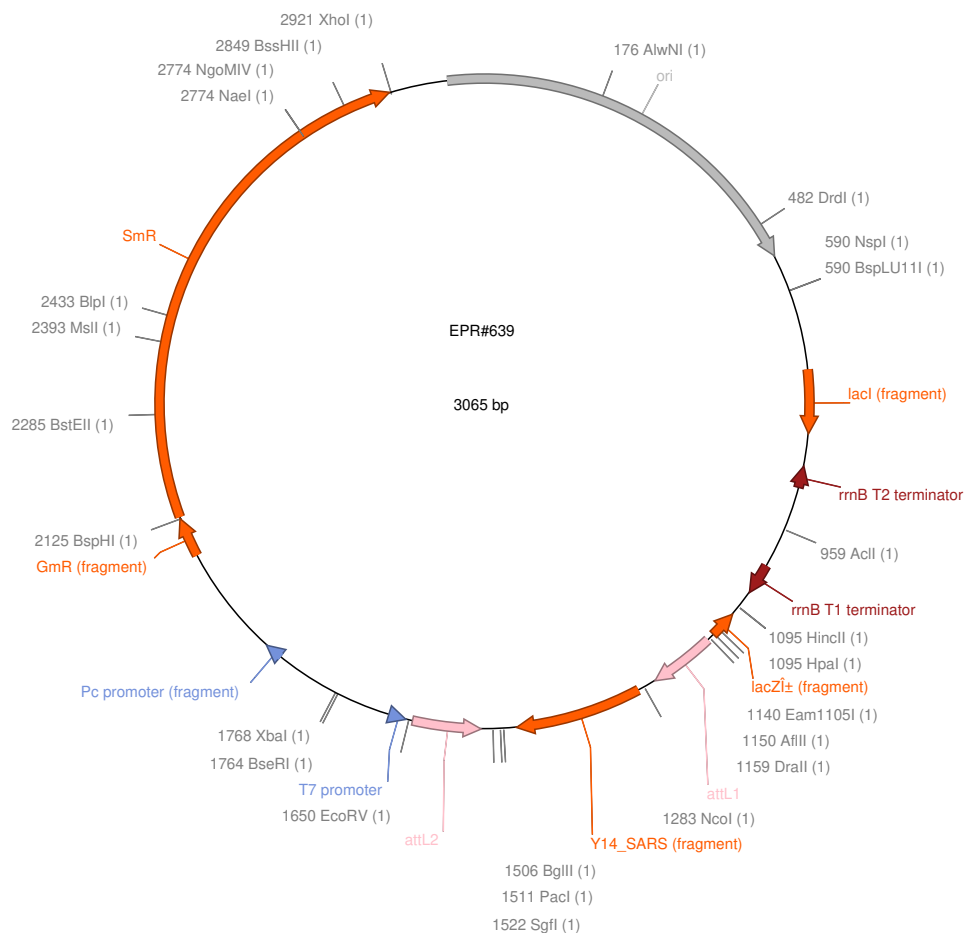 2921 XhoI (1)
2849 BssHII (1)
2774 NgoMIV (1)
2774 NaeI (1)
176 AlwNI (1)
ori
482 DrdI (1)
590 NspI (1)
590 BspLU11I (1)
SmR
2433 BlpI (1)
2393 MslI (1)
2285 BstEII (1)
EPR#639
3065 bp
lacI (fragment)
rrnB T2 terminator
959 AclI (1)
rrnB T1 terminator
1095 HincII (1)
1095 HpaI (1)
lacZÎ± (fragment)
1140 Eam1105I (1)
1150 AflII (1)
1159 DraII (1)
attL1
1283 NcoI (1)
Y14_SARS (fragment)
1506 BglII (1)
1511 PacI (1)
1522 SgfI (1)
2125 BspHI (1)
GmR (fragment)
Pc promoter (fragment)
1768 XbaI (1)
1764 BseRI (1)
T7 promoter
1650 EcoRV (1)
attL2